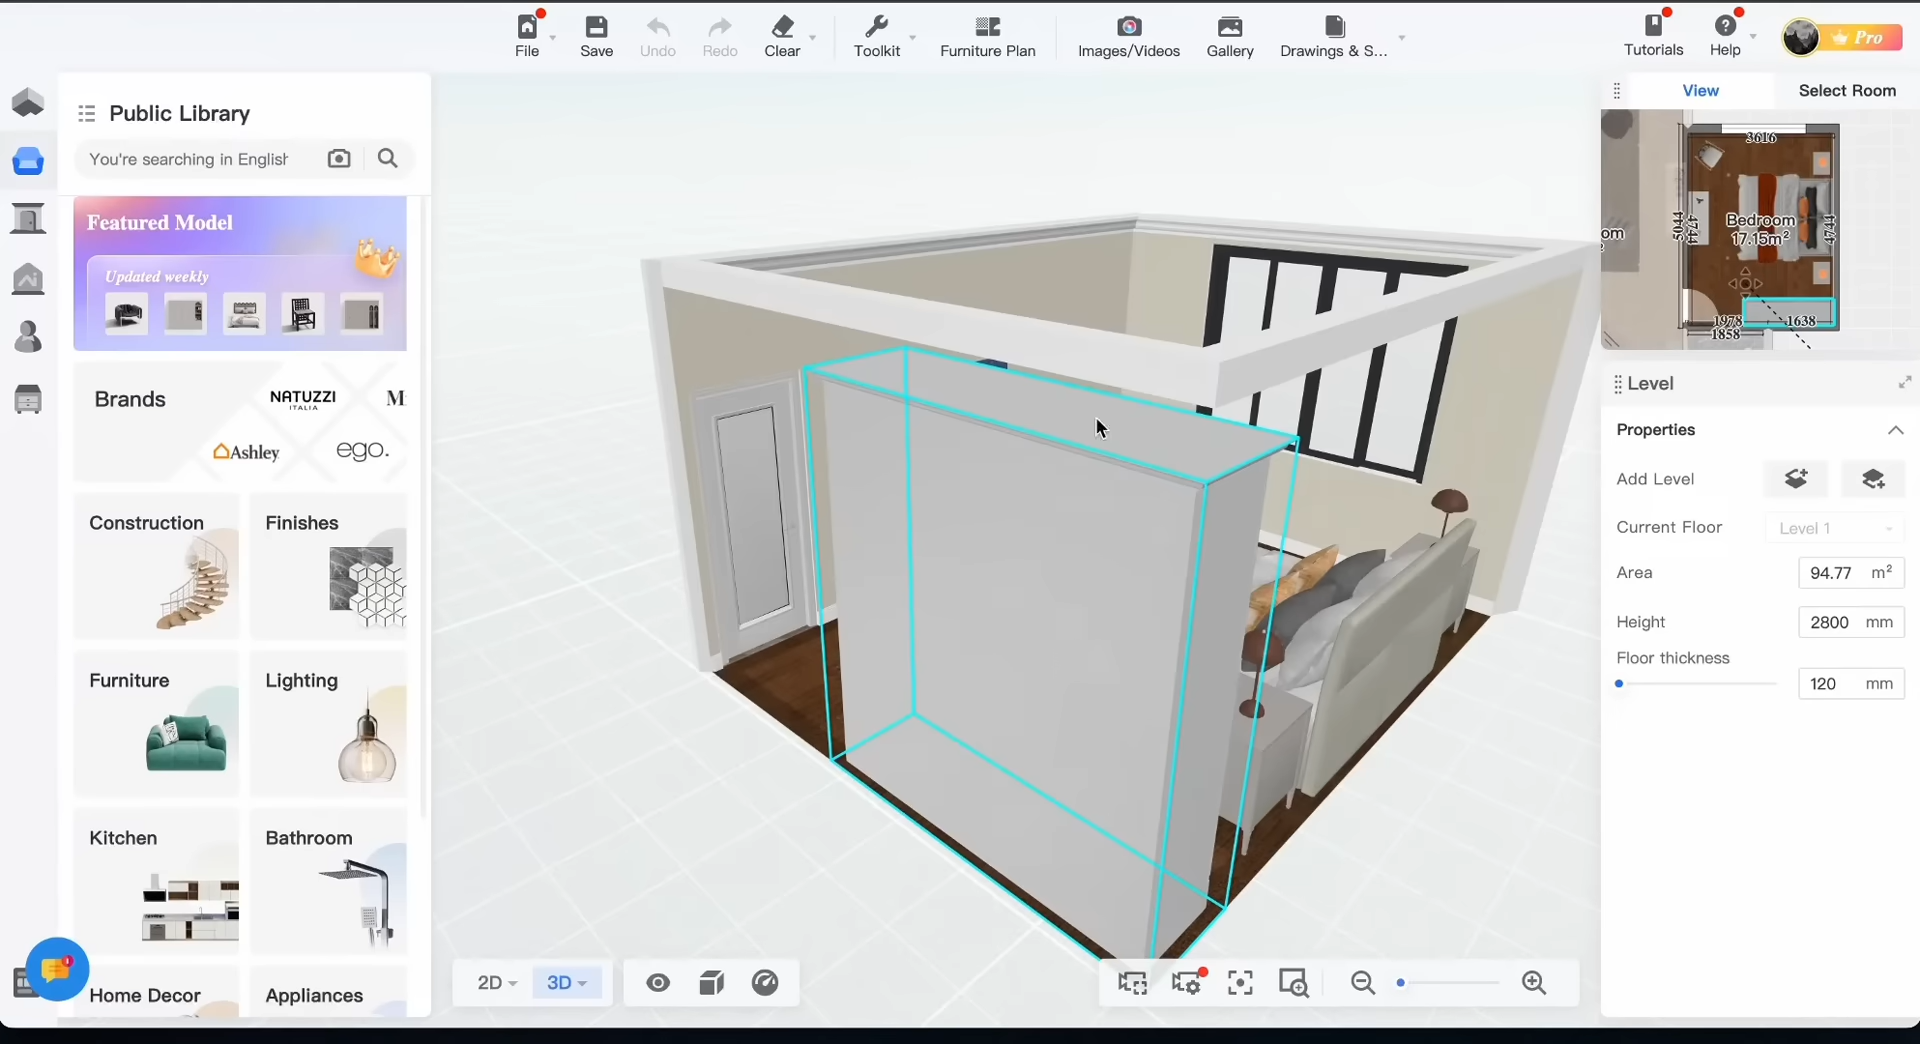 File
Save
Undo
Redo
Clear
Toolkit
Furniture Plan
Images/Videos
Gallery
Drawings & S...
Tutorials
Help
Pro
Public Library
You're searching in English
Featured Model
Updated weekly
Brands
NATUZZI
ITALIA
M
Ashley
ego.
Construction
Finishes
Furniture
Lighting
Kitchen
Bathroom
Home Decor
Appliances
2D
3D
View
Select Room
3616
5044
4744
Bedroom
17.15m²
4744
om
1978
1638
1858
Level
Properties
Add Level
Current Floor
Level 1
Area
94.77 m²
Height
2800 mm
Floor thickness
120 mm